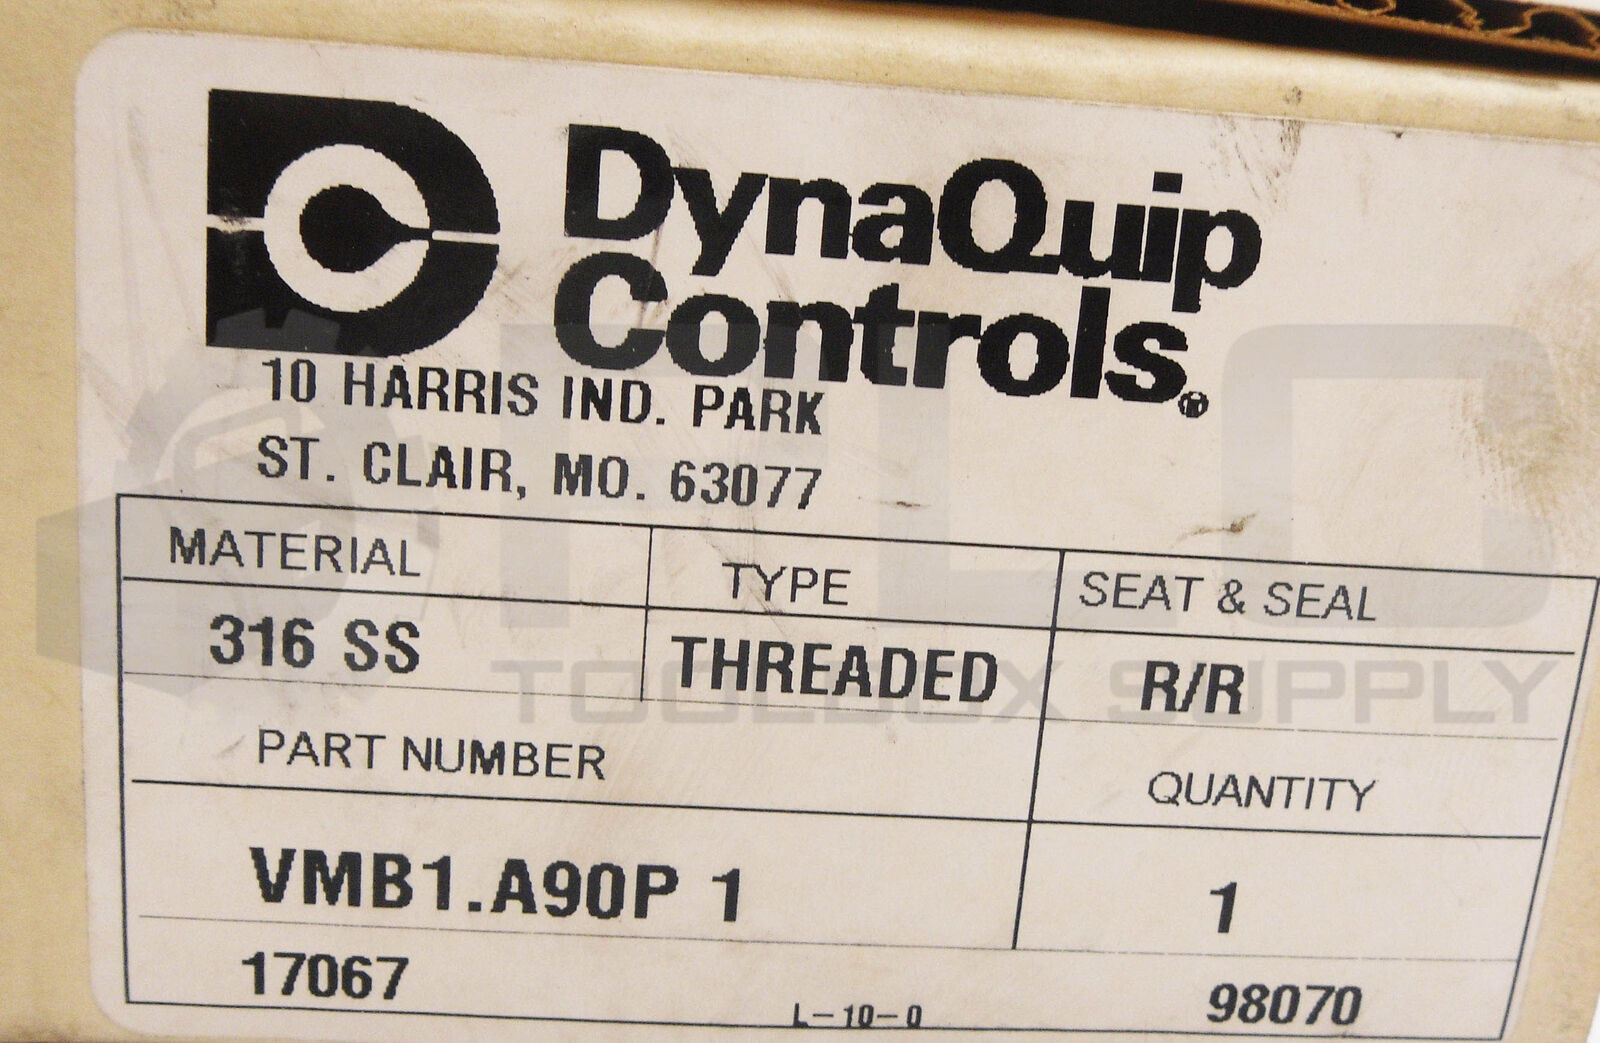 DynaQuip
Controls®
10 HARRIS IND. PARK
ST. CLAIR, MO. 63077
MATERIAL TYPE SEAT & SEAL
316 SS THREADED R/R
PART NUMBER QUANTITY
VMB1.A90P 1 1
17067 L-10-0 98070
PLC
TOOLBOX SUPPLY